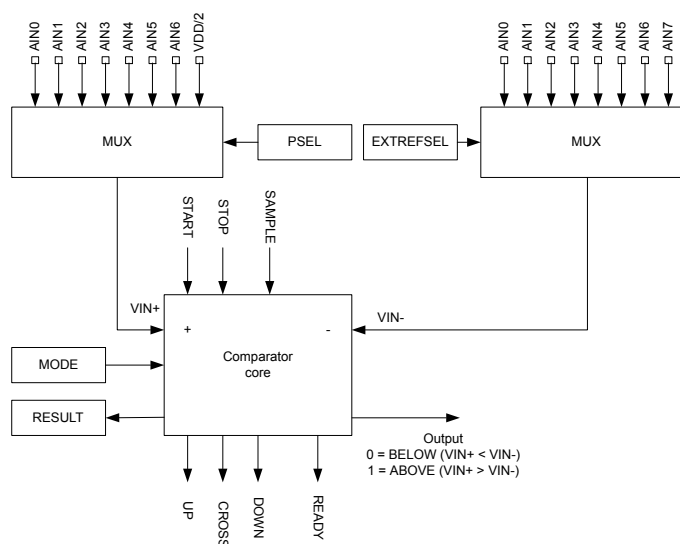 AIN0
AIN1
AIN2
AIN3
AIN4
AIN5
AIN6
VDD/2
AIN0
AIN1
AIN2
AIN3
AIN4
AIN5
AIN6
AIN7
MUX
PSEL
EXTREFSEL
MUX
START
STOP
SAMPLE
VIN+
VIN-
+
-
Comparator
core
MODE
RESULT
Output
0 = BELOW (VIN+ < VIN-)
1 = ABOVE (VIN+ > VIN-)
UP
CROSS
DOWN
READY